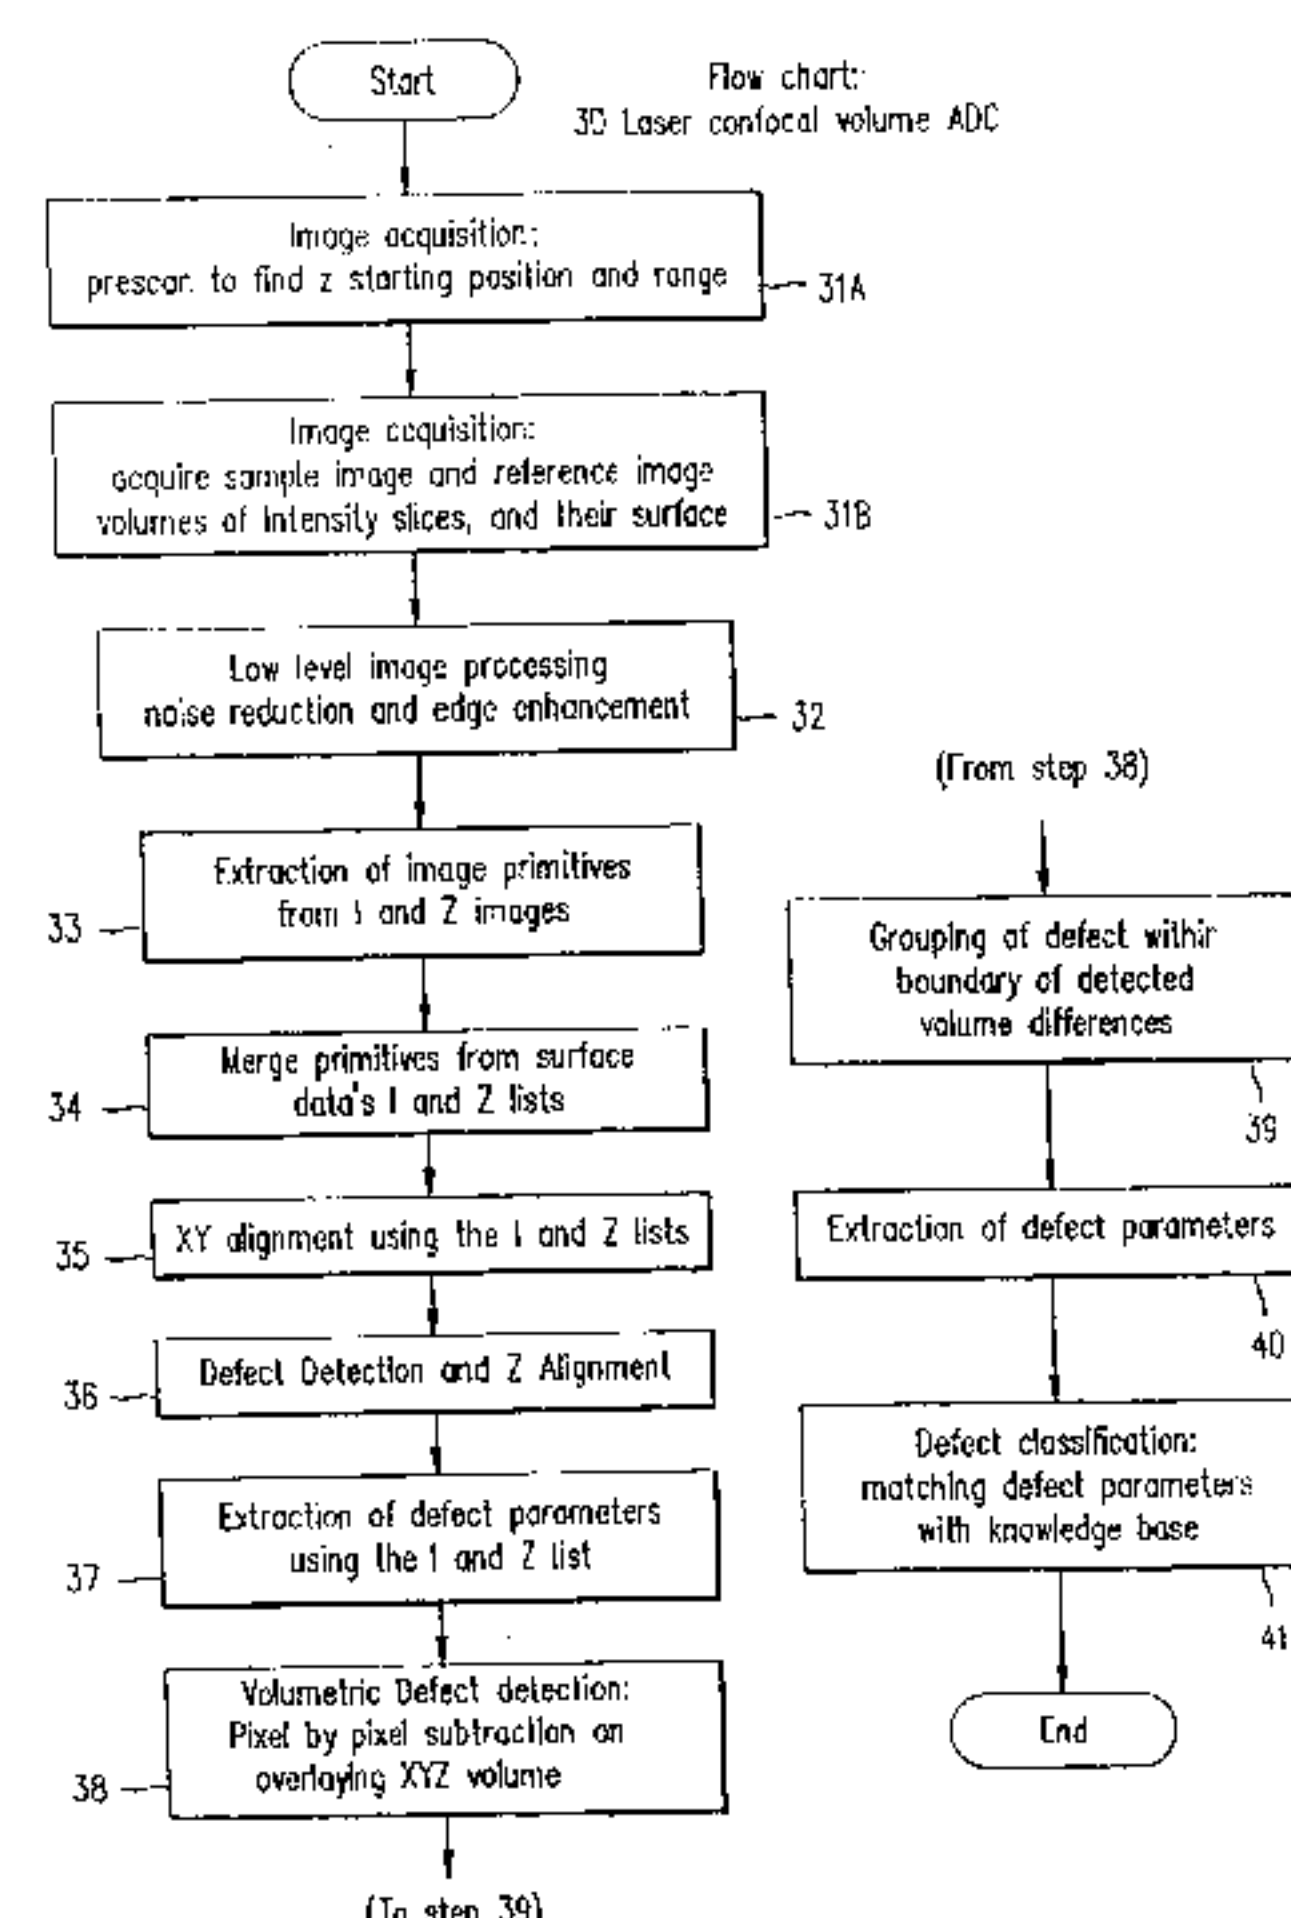 Start
Flow chart:
3D Laser confocal volume ADC
Image acquisition:
prescan to find z starting position and range
31A
Image acquisition:
acquire sample image and reference image
volumes of Intensity slices, and their surface
31B
Low level image processing
noise reduction and edge enhancement
32
Extraction of image primitives
from I and Z images
33
Merge primitives from surface
data's I and Z lists
34
XY alignment using the I and Z lists
35
Defect Detection and Z Alignment
36
Extraction of defect parameters
using the I and Z list
37
Volumetric Defect detection:
Pixel by pixel subtraction on
overlaying XYZ volume
38
(To step 39)
(From step 38)
Grouping of defect within
boundary of detected
volume differences
39
Extraction of defect parameters
40
Defect classification:
matching defect parameters
with knowledge base
41
End